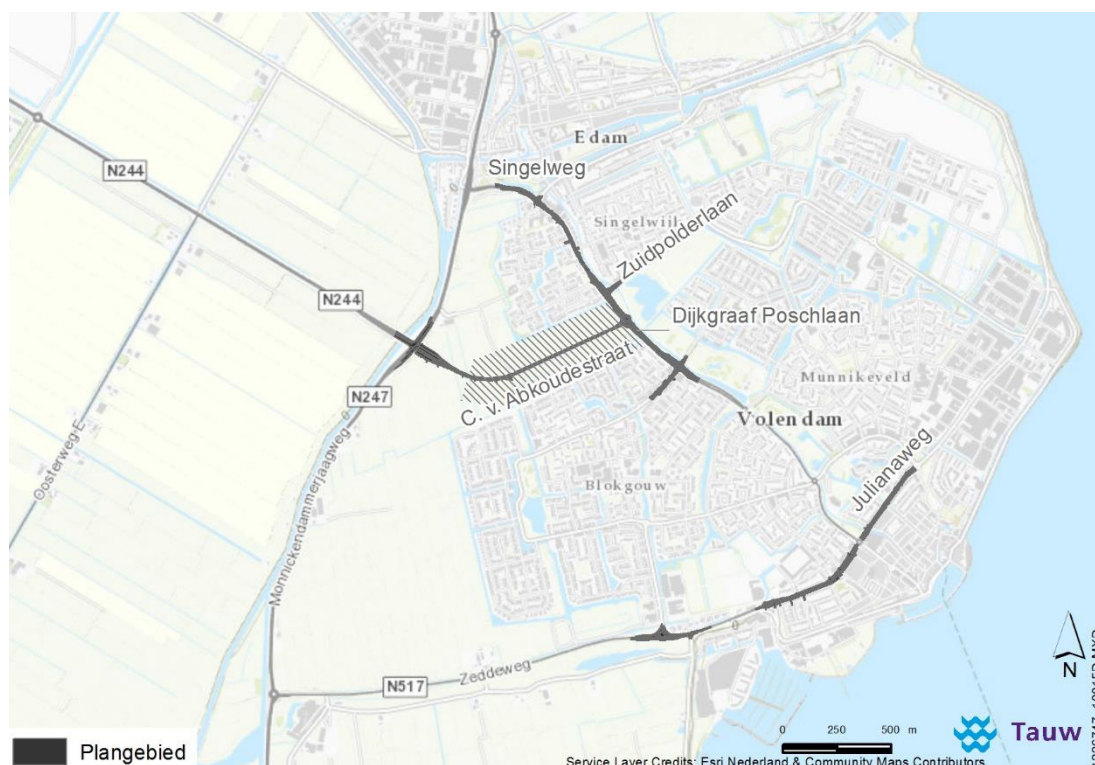 Edam
Singelweg
N244
Singelwijk
Zuidpolderlaan
N244
Dijkgraaf Poschlaan
C. v. Abkoudestraat
Munnikeveld
N247
Volendam
Oosterweg E
Julianaweg
Blokgouw
Monnickendammerjaagweg
Zeddeweg
N517
N
Plangebied
0 250 500 m
Tauw
Service Layer Credits: Esri Nederland & Community Maps Contributors